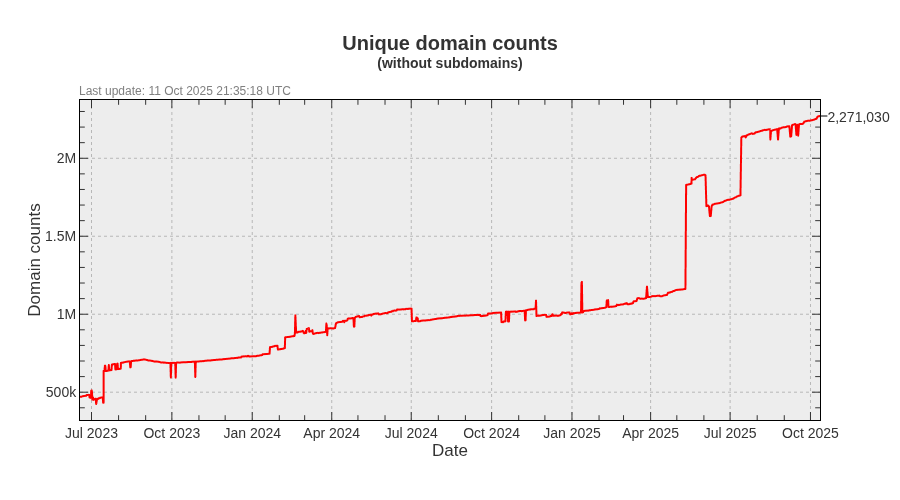 Unique domain counts
(without subdomains)
Last update: 11 Oct 2025 21:35:18 UTC
2,271,030
2M
1.5M
1M
500k
Domain counts
Jul 2023 Oct 2023 Jan 2024 Apr 2024 Jul 2024 Oct 2024 Jan 2025 Apr 2025 Jul 2025 Oct 2025
Date